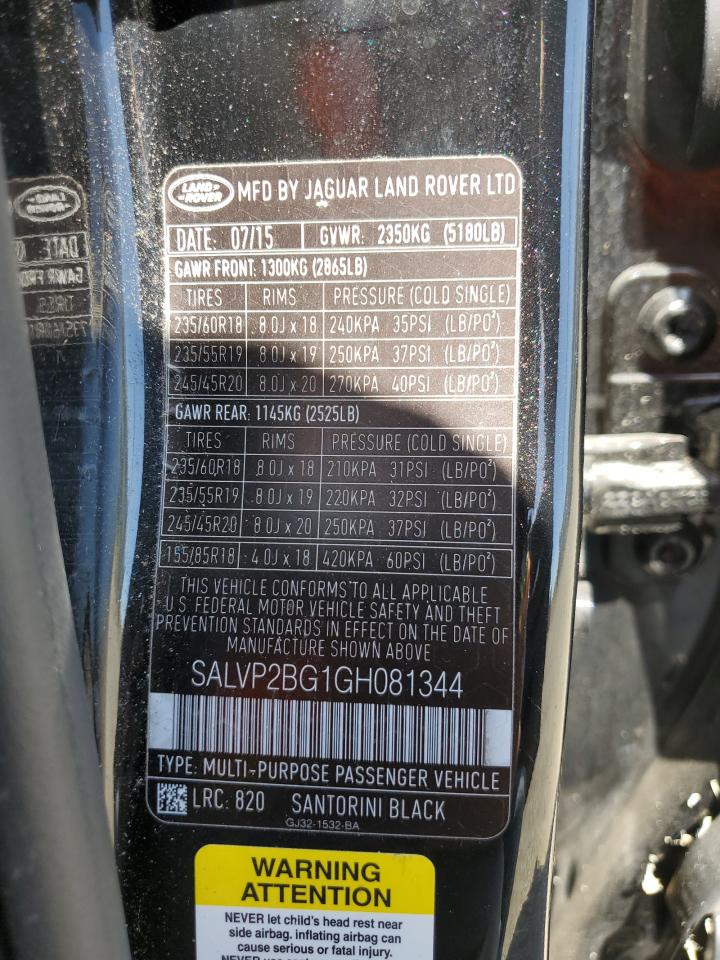 LAND ROVER MFD BY JAGUAR LAND ROVER LTD
DATE: 07/15 GVWR: 2350KG (5180LB)
GAWR FRONT: 1300KG (2865LB)
TIRES RIMS PRESSURE (COLD SINGLE)
235/60R18 8.0J x 18 240KPA 35PSI (LB/PO²)
235/55R19 8.0J x 19 250KPA 37PSI (LB/PO²)
245/45R20 8.0J x 20 270KPA 40PSI (LB/PO²)
GAWR REAR: 1145KG (2525LB)
TIRES RIMS PRESSURE (COLD SINGLE)
235/60R18 8.0J x 18 210KPA 31PSI (LB/PO²)
235/55R19 8.0J x 19 220KPA 32PSI (LB/PO²)
245/45R20 8.0J x 20 250KPA 37PSI (LB/PO²)
155/85R18 4.0J x 18 420KPA 60PSI (LB/PO²)
THIS VEHICLE CONFORMS TO ALL APPLICABLE
U.S. FEDERAL MOTOR VEHICLE SAFETY AND THEFT
PREVENTION STANDARDS IN EFFECT ON THE DATE OF
MANUFACTURE SHOWN ABOVE
SALVP2BG1GH081344
TYPE: MULTI-PURPOSE PASSENGER VEHICLE
LRC: 820 SANTORINI BLACK
GJ32-1532-BA
WARNING
ATTENTION
NEVER let child's head rest near
side airbag, inflating airbag can
cause serious or fatal injury.